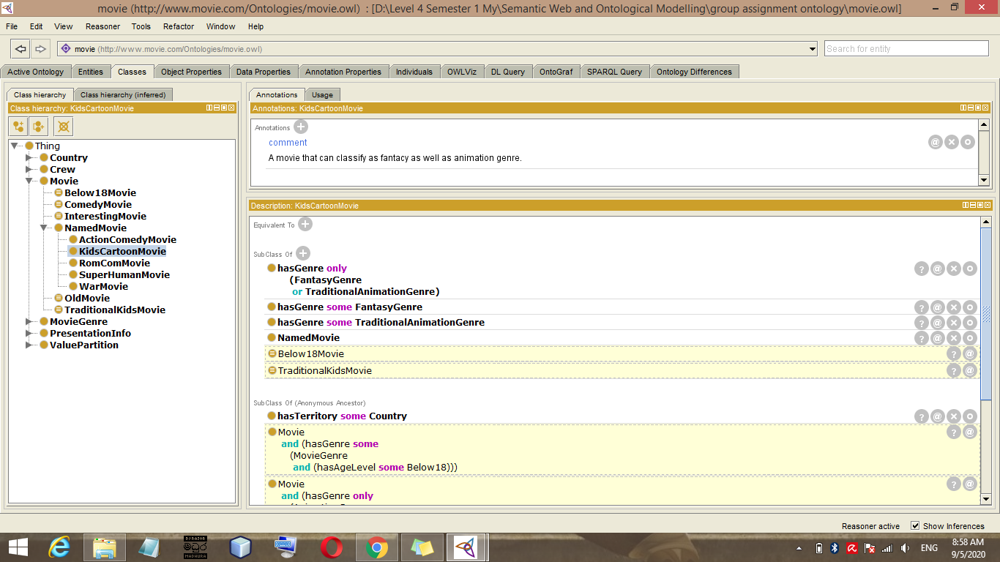 movie (http://www.movie.com/Ontologies/movie.owl) : [D:\Level 4 Semester 1 My\Semantic Web and Ontological Modelling\group assignment ontology\movie.owl]
File Edit View Reasoner Tools Refactor Window Help
movie (http://www.movie.com/Ontologies/movie.owl)
Search for entity
Active Ontology Entities Classes Object Properties Data Properties Annotation Properties Individuals OWLViz DL Query OntoGraf SPARQL Query Ontology Differences
Class hierarchy Class hierarchy (inferred)
Class hierarchy: KidsCartoonMovie
Thing
Country
Crew
Movie
Below18Movie
ComedyMovie
InterestingMovie
NamedMovie
ActionComedyMovie
KidsCartoonMovie
RomComMovie
SuperHumanMovie
WarMovie
OldMovie
TraditionalKidsMovie
MovieGenre
PresentationInfo
ValuePartition
Annotations Usage
Annotations: KidsCartoonMovie
Annotations
comment
A movie that can classify as fantacy as well as animation genre.
Description: KidsCartoonMovie
Equivalent To
SubClass Of
hasGenre only
(FantasyGenre
or TraditionalAnimationGenre)
hasGenre some FantasyGenre
hasGenre some TraditionalAnimationGenre
NamedMovie
Below18Movie
TraditionalKidsMovie
SubClass Of (Anonymous Ancestor)
hasTerritory some Country
Movie
and (hasGenre some
(MovieGenre
and (hasAgeLevel some Below18)))
Movie
and (hasGenre only
Reasoner active Show Inferences
DJ RAZOR
මධුර
MADHURA
ENG
8:58 AM
9/5/2020